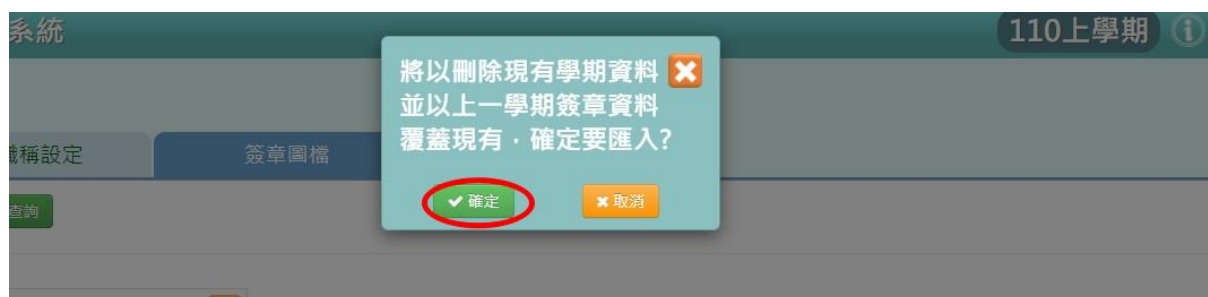 系統
110上學期
將以刪除現有學期資料
並以上一學期簽章資料
覆蓋現有，確定要匯入?
稱設定
簽章圖檔
確定
取消
查詢